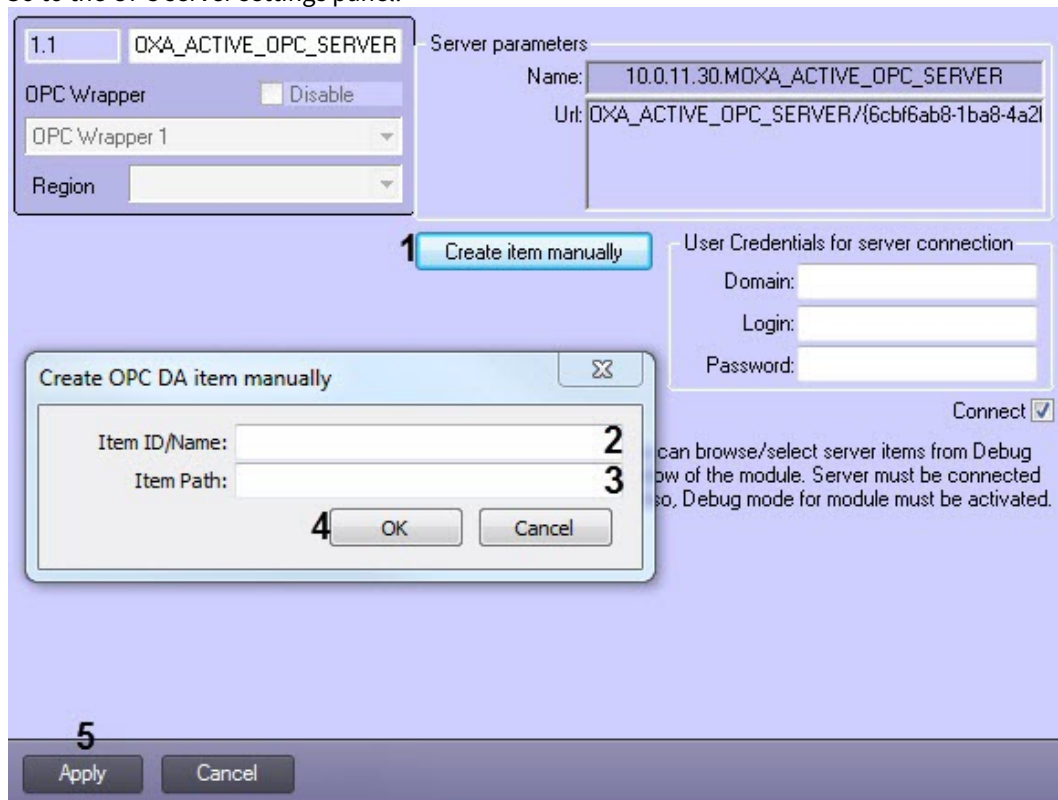 1.1 OXA_ACTIVE_OPC_SERVER
OPC Wrapper Disable
OPC Wrapper 1
Region
Server parameters
Name: 10.0.11.30.MOXA_ACTIVE_OPC_SERVER
Url: OXA_ACTIVE_OPC_SERVER/{6cbf6ab8-1ba8-4a2
1 Create item manually
User Credentials for server connection
Domain:
Login:
Password:
Connect
can browse/select server items from Debug
ow of the module. Server must be connected
so, Debug mode for module must be activated.
Create OPC DA item manually
Item ID/Name: 2
Item Path: 3
4 OK Cancel
5
Apply Cancel